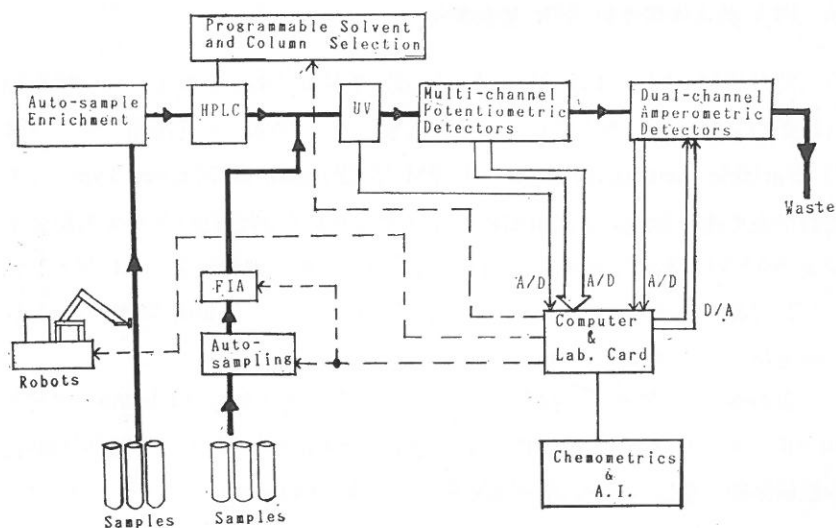 Programmable Solvent
and Column Selection
Auto-sample
Enrichment
HPLC
UV
Multi-channel
Potentiometric
Detectors
Dual-channel
Amperometric
Detectors
Waste
FIA
A/D
A/D
A/D
D/A
Computer
&
Lab. Card
Auto-
sampling
Robots
Chemometrics
&
A.I.
Samples
Samples